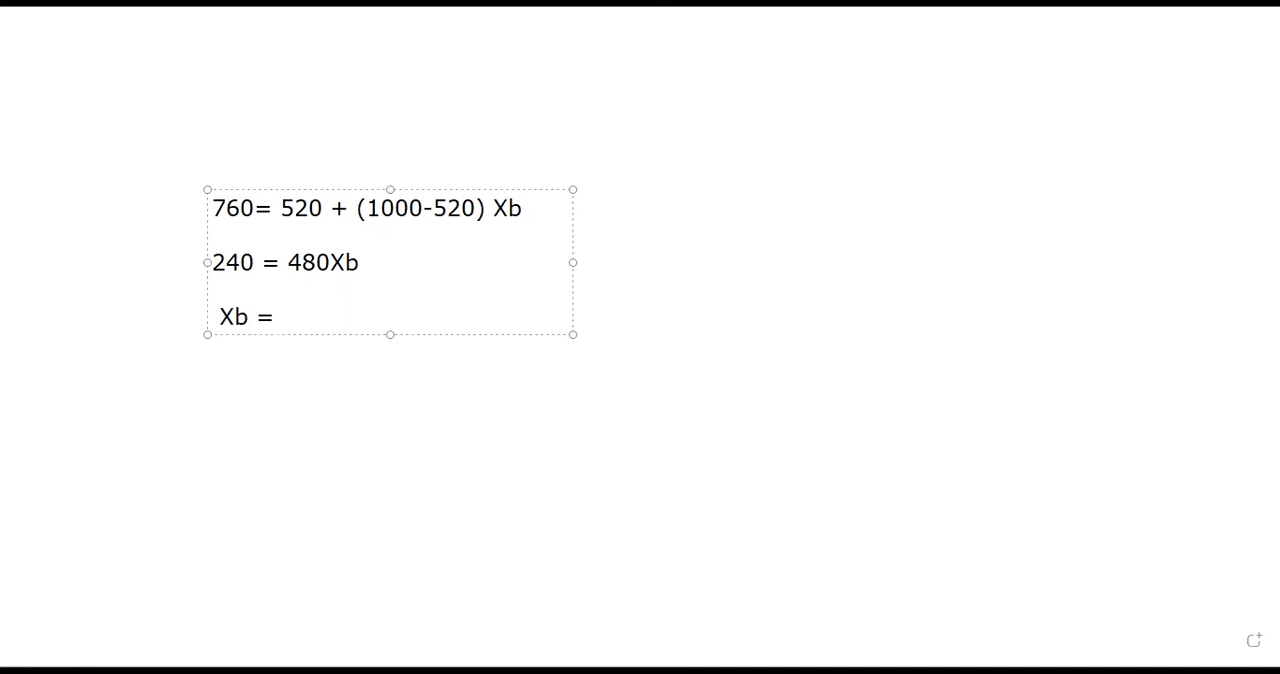 760= 520 + (1000-520) Xb
240 = 480Xb
Xb =